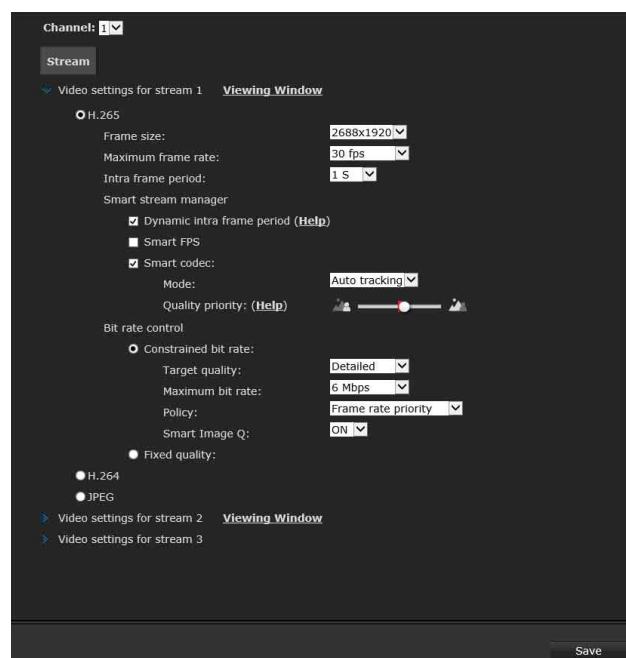 Channel: 1
Stream
Video settings for stream 1 Viewing Window
H.265
Frame size: 2688x1920
Maximum frame rate: 30 fps
Intra frame period: 1 S
Smart stream manager
Dynamic intra frame period (Help)
Smart FPS
Smart codec:
Mode: Auto tracking
Quality priority: (Help)
Bit rate control
Constrained bit rate:
Target quality: Detailed
Maximum bit rate: 6 Mbps
Policy: Frame rate priority
Smart Image Q: ON
Fixed quality:
H.264
JPEG
Video settings for stream 2 Viewing Window
Video settings for stream 3
Save